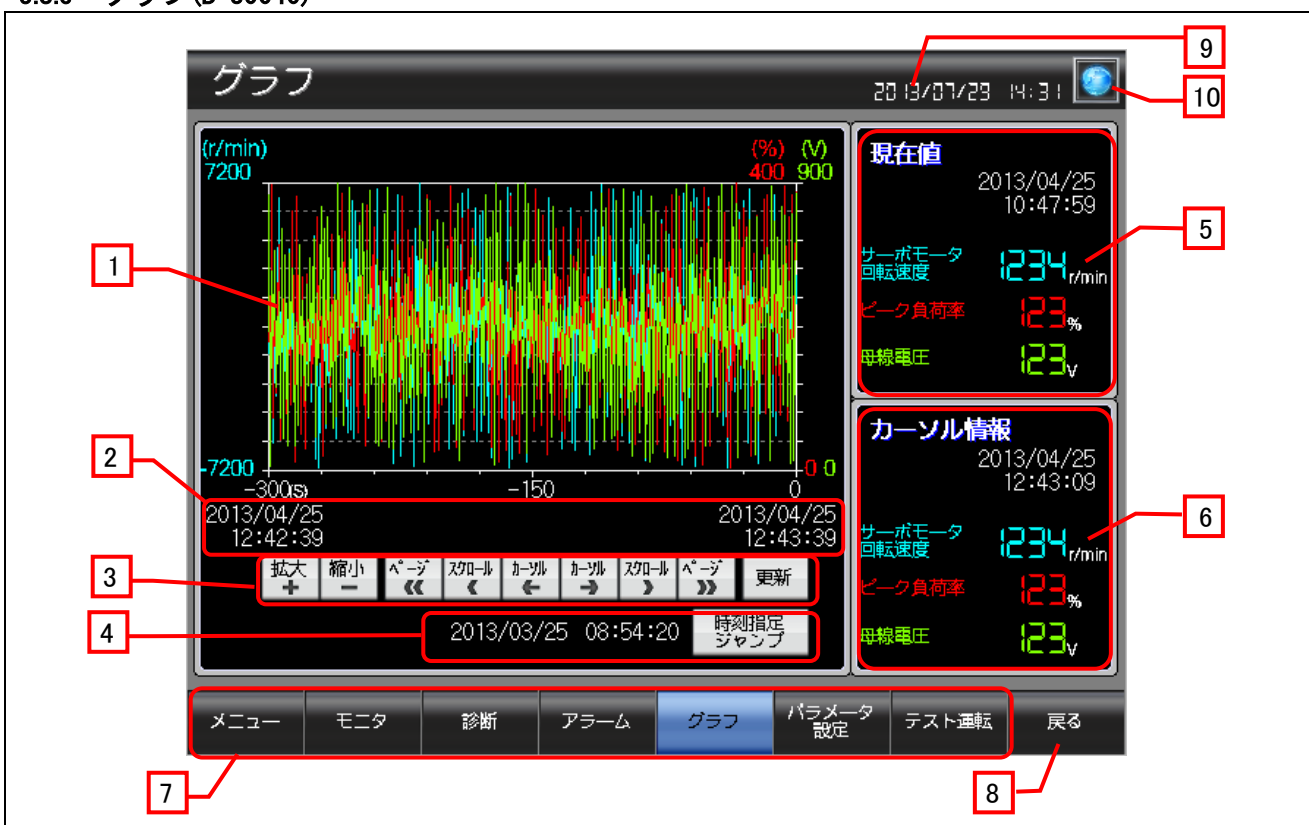 グラフ
2013/07/29 14:31
9
10
(r/min)
7200
(%)
400
(V)
900
-7200
0 0
-300(s)
-150
0
2013/04/25
12:42:39
2013/04/25
12:43:39
拡大
+
縮小
−
ページ
≪
スクロール
<
カーソル
←
カーソル
→
スクロール
>
ページ
≫
更新
2013/03/25 08:54:20
時刻指定
ジャンプ
1
2
3
4
現在値
2013/04/25
10:47:59
サーボモータ
回転速度
1234 r/min
ピーク負荷率
123 %
母線電圧
123 V
5
カーソル情報
2013/04/25
12:43:09
サーボモータ
回転速度
1234 r/min
ピーク負荷率
123 %
母線電圧
123 V
6
メニュー
モニタ
診断
アラーム
グラフ
パラメータ
設定
テスト運転
戻る
7
8